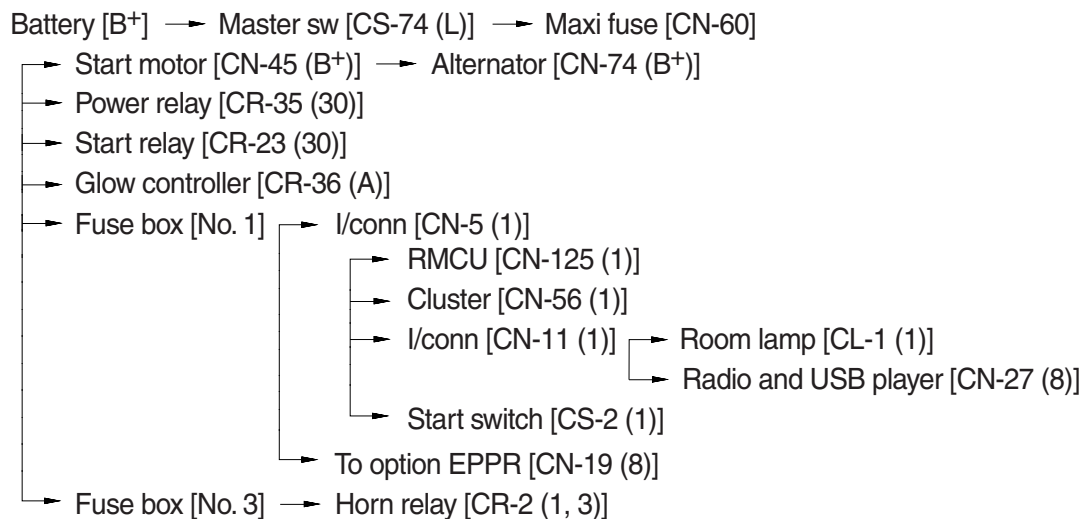 Battery [B+] → Master sw [CS-74 (L)] → Maxi fuse [CN-60]
Start motor [CN-45 (B+)] → Alternator [CN-74 (B+)]
Power relay [CR-35 (30)]
Start relay [CR-23 (30)]
Glow controller [CR-36 (A)]
Fuse box [No. 1] → I/conn [CN-5 (1)]
RMCU [CN-125 (1)]
Cluster [CN-56 (1)]
I/conn [CN-11 (1)] → Room lamp [CL-1 (1)]
Radio and USB player [CN-27 (8)]
Start switch [CS-2 (1)]
To option EPPR [CN-19 (8)]
Fuse box [No. 3] → Horn relay [CR-2 (1, 3)]